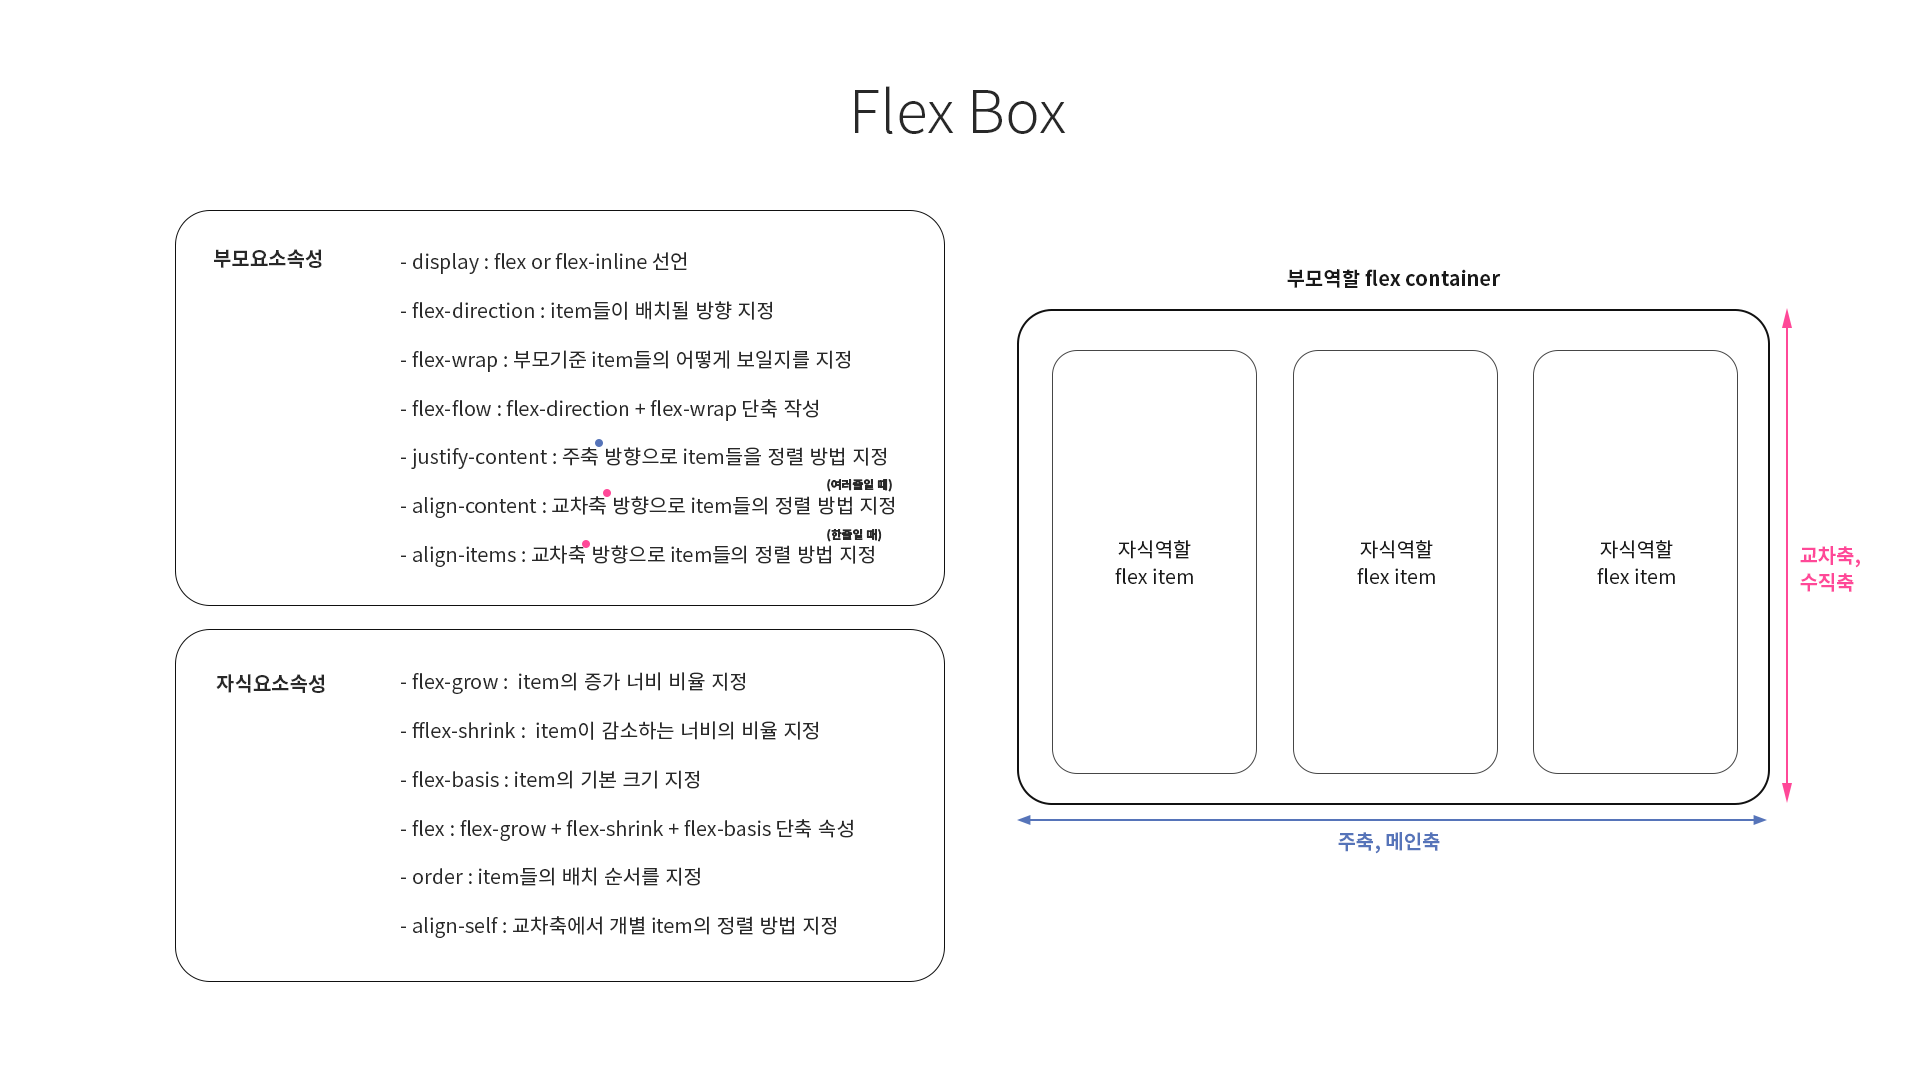 Flex Box
부모요소속성
- display : flex or flex-inline 선언
- flex-direction : item들이 배치될 방향 지정
- flex-wrap : 부모기준 item들의 어떻게 보일지를 지정
- flex-flow : flex-direction + flex-wrap 단축 작성
- justify-content : 주축 방향으로 item들을 정렬 방법 지정
(여러줄일 때)
- align-content : 교차축 방향으로 item들의 정렬 방법 지정
(한줄일 때)
- align-items : 교차축 방향으로 item들의 정렬 방법 지정
자식요소속성
- flex-grow : item의 증가 너비 비율 지정
- fflex-shrink : item이 감소하는 너비의 비율 지정
- flex-basis : item의 기본 크기 지정
- flex : flex-grow + flex-shrink + flex-basis 단축 속성
- order : item들의 배치 순서를 지정
- align-self : 교차축에서 개별 item의 정렬 방법 지정
부모역할 flex container
자식역할
flex item
자식역할
flex item
자식역할
flex item
교차축,
수직축
주축, 메인축